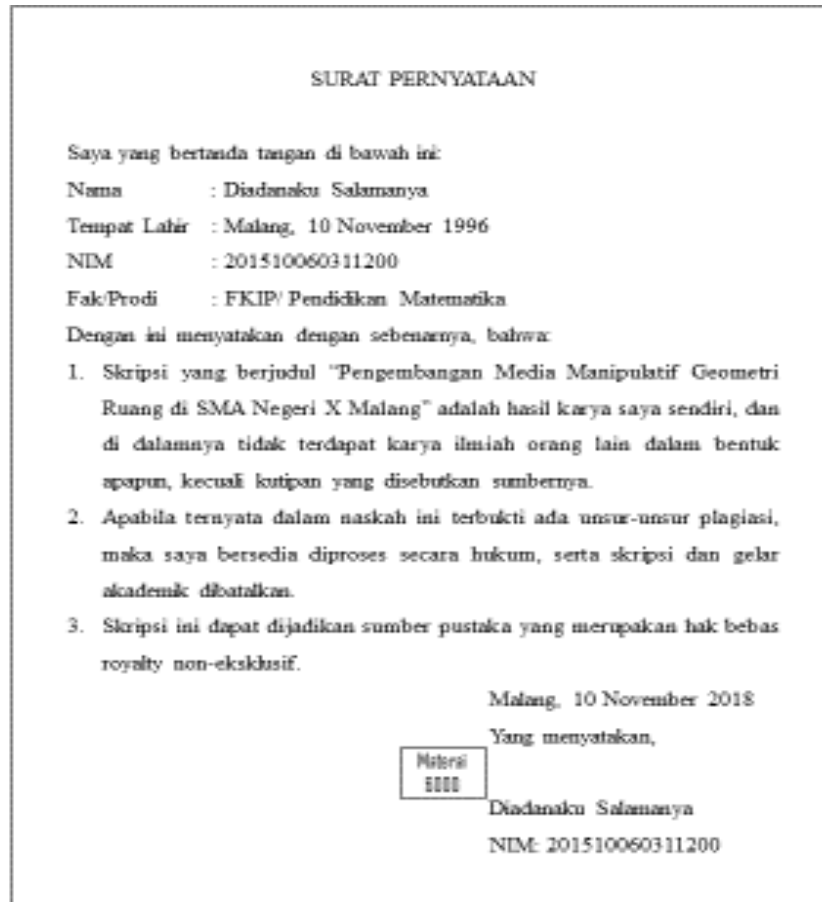 SURAT PERNYATAAN
Saya yang bertanda tangan di bawah ini:
Nama : Diadanaku Salamanya
Tempat Lahir : Malang, 10 November 1996
NIM : 201510060311200
Fak/Prodi : FKIP/ Pendidikan Matematika
Dengan ini menyatakan dengan sebenarnya, bahwa:
1. Skripsi yang berjudul "Pengembangan Media Manipulatif Geometri
Ruang di SMA Negeri X Malang" adalah hasil karya saya sendiri, dan
di dalamnya tidak terdapat karya ilmiah orang lain dalam bentuk
apapun, kecuali kutipan yang disebutkan sumbernya.
2. Apabila ternyata dalam naskah ini terbukti ada unsur-unsur plagiasi,
maka saya bersedia diproses secara hukum, serta skripsi dan gelar
akademik dibatalkan.
3. Skripsi ini dapat dijadikan sumber pustaka yang merupakan hak bebas
royalty non-eksklusif.
Malang, 10 November 2018
Yang menyatakan,
Materai
6000
Diadanaku Salamanya
NIM: 201510060311200